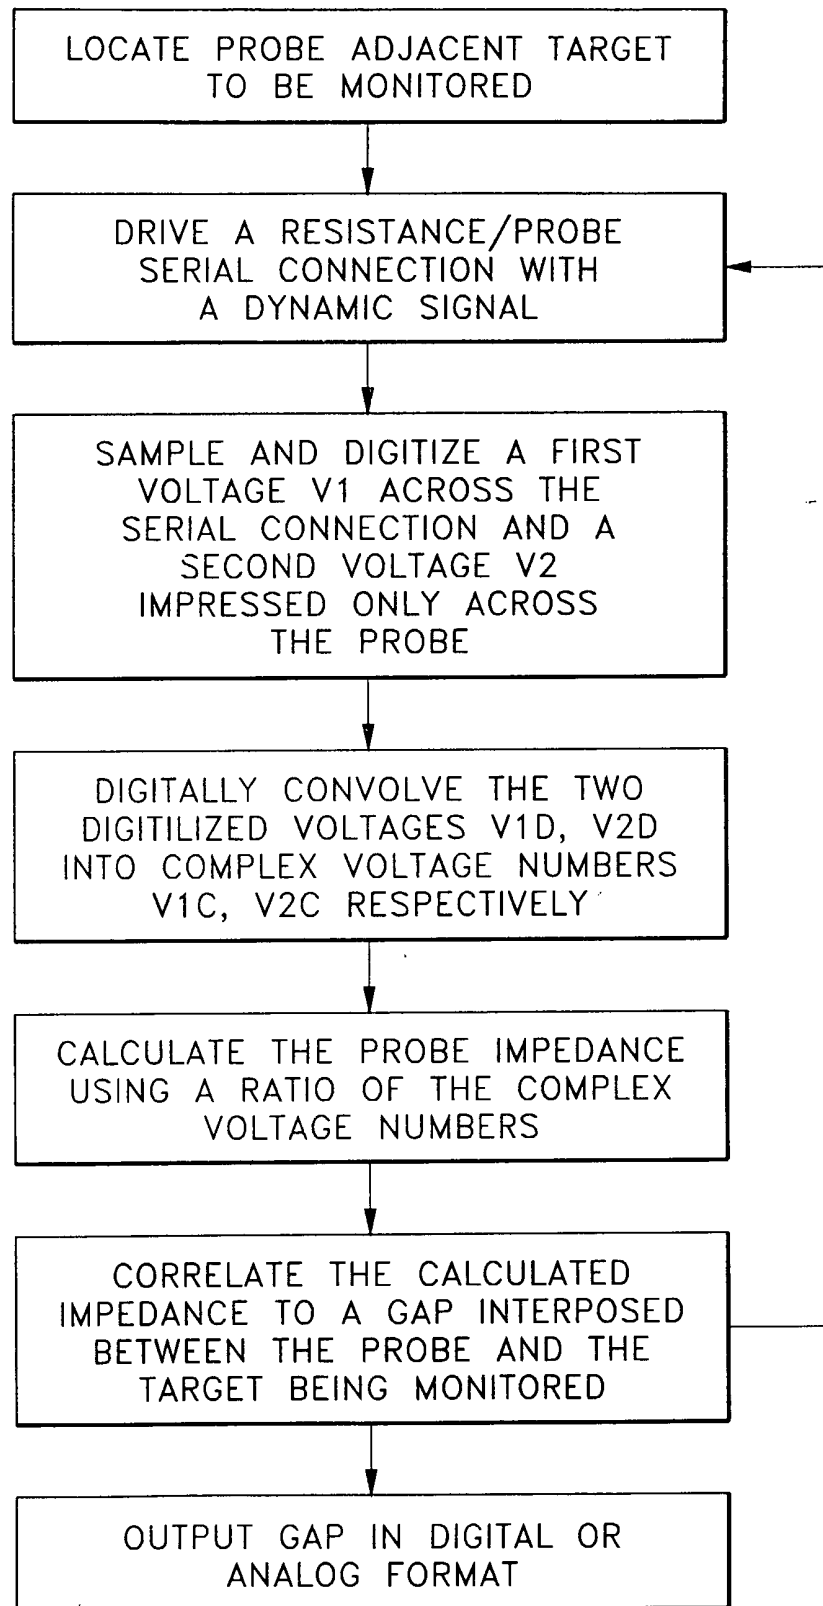 LOCATE PROBE ADJACENT TARGET
TO BE MONITORED
DRIVE A RESISTANCE/PROBE
SERIAL CONNECTION WITH
A DYNAMIC SIGNAL
SAMPLE AND DIGITIZE A FIRST
VOLTAGE V1 ACROSS THE
SERIAL CONNECTION AND A
SECOND VOLTAGE V2
IMPRESSED ONLY ACROSS
THE PROBE
DIGITALLY CONVOLVE THE TWO
DIGITILIZED VOLTAGES V1D, V2D
INTO COMPLEX VOLTAGE NUMBERS
V1C, V2C RESPECTIVELY
CALCULATE THE PROBE IMPEDANCE
USING A RATIO OF THE COMPLEX
VOLTAGE NUMBERS
CORRELATE THE CALCULATED
IMPEDANCE TO A GAP INTERPOSED
BETWEEN THE PROBE AND THE
TARGET BEING MONITORED
OUTPUT GAP IN DIGITAL OR
ANALOG FORMAT